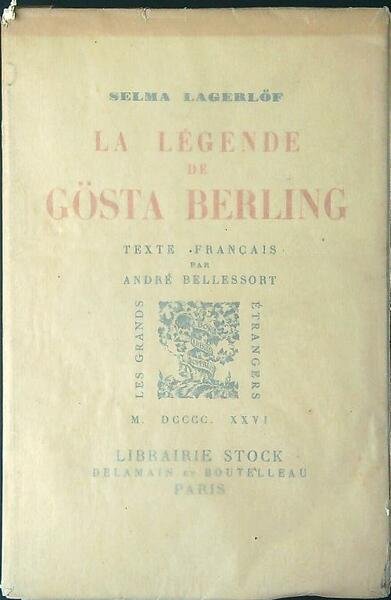 SELMA LAGERLÖF
LA LÉGENDE
DE
GÖSTA BERLING
TEXTE FRANÇAIS
PAR
ANDRÉ BELLESSORT
LES GRANDS
ÉTRANGERS
M. DCCCC. XXVI
LIBRAIRIE STOCK
DELAMAIN ET BOUTELLEAU
PARIS